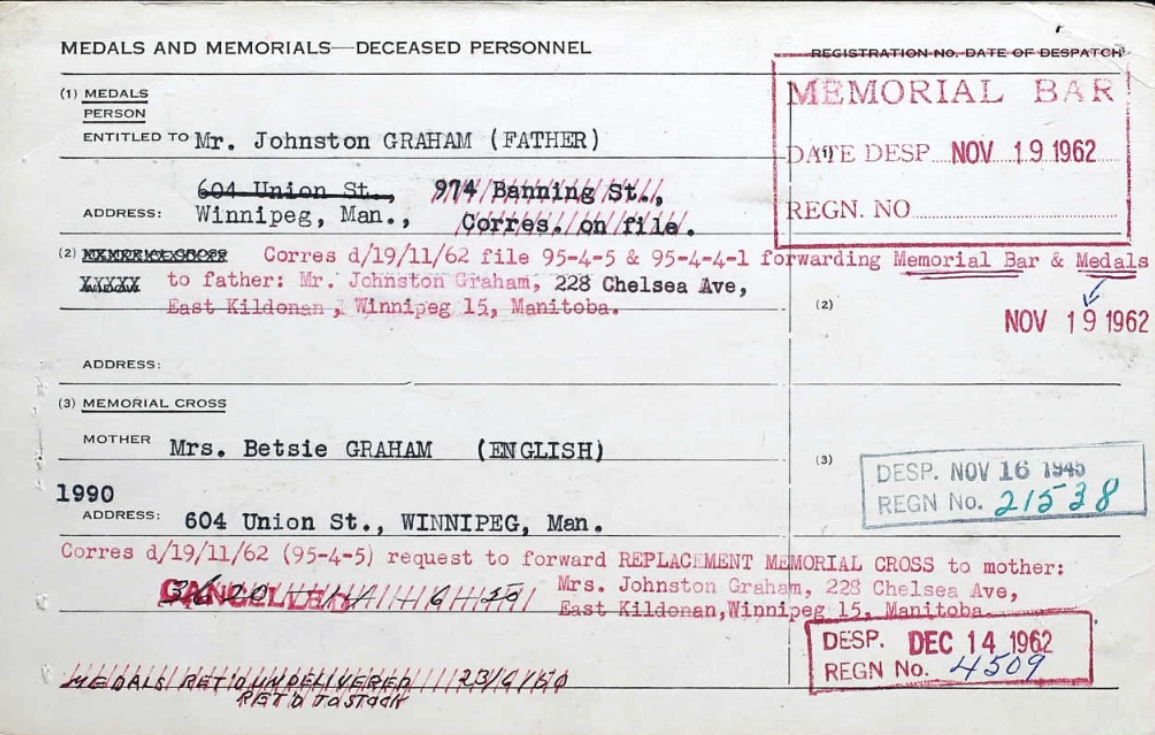 MEDALS AND MEMORIALS—DECEASED PERSONNEL
REGISTRATION NO. DATE OF DESPATCH
MEMORIAL BAR
DATE DESP NOV 19 1962
REGN. NO
(1) MEDALS
PERSON
ENTITLED TO Mr. Johnston GRAHAM (FATHER)
604 Union St., 974 Banning St.,
ADDRESS: Winnipeg, Man., Corres. on file.
(2) Corres d/19/11/62 file 95-4-5 & 95-4-4-1 forwarding Memorial Bar & Medals
XXXXX to father: Mr. Johnston Graham, 228 Chelsea Ave,
East Kildonan, Winnipeg 15, Manitoba.
(2)
NOV 19 1962
ADDRESS:
(3) MEMORIAL CROSS
MOTHER Mrs. Betsie GRAHAM (ENGLISH)
(3)
DESP. NOV 16 1945
REGN No. 21538
1990
ADDRESS: 604 Union St., WINNIPEG, Man.
Corres d/19/11/62 (95-4-5) request to forward REPLACEMENT MEMORIAL CROSS to mother:
CANCELLED Mrs. Johnston Graham, 228 Chelsea Ave,
East Kildonan, Winnipeg 15, Manitoba.
DESP. DEC 14 1962
REGN No. 4509
MEDALS RET'D UNDELIVERED
RET'D TO STOCK